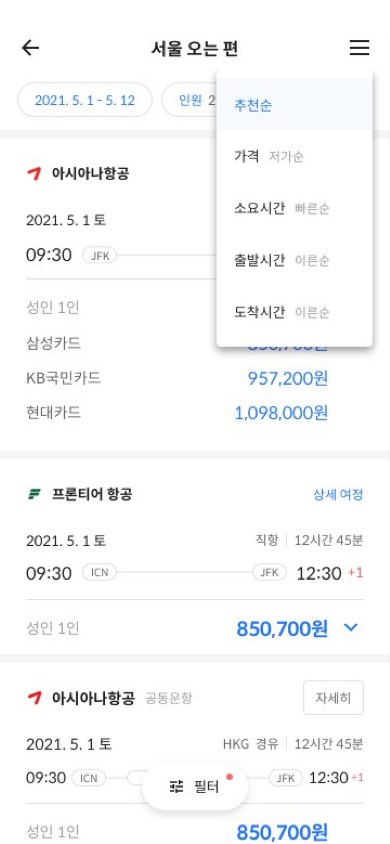 서울 오는 편
2021. 5. 1 - 5. 12
인원 2
추천순
가격 저가순
소요시간 빠른순
출발시간 이른순
도착시간 이른순
아시아나항공
2021. 5. 1 토
09:30 JFK
성인 1인
삼성카드
KB국민카드 957,200원
현대카드 1,098,000원
프론티어 항공 상세 여정
2021. 5. 1 토 직항 12시간 45분
09:30 ICN JFK 12:30 +1
성인 1인 850,700원
아시아나항공 공동운항 자세히
2021. 5. 1 토 HKG 경유 12시간 45분
09:30 ICN JFK 12:30 +1
필터
성인 1인 850,700원